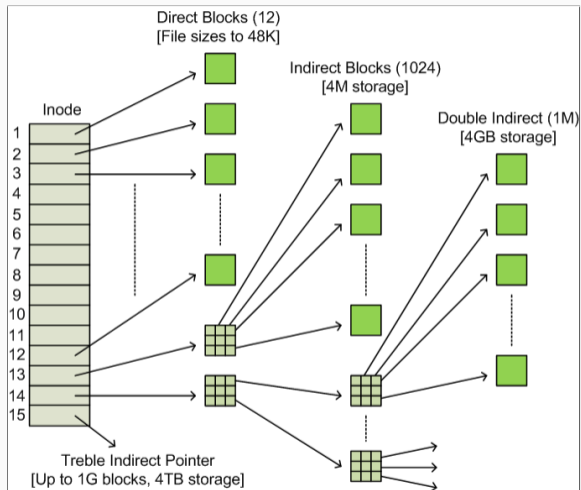 Direct Blocks (12)
[File sizes to 48K]
Indirect Blocks (1024)
[4M storage]
Double Indirect (1M)
[4GB storage]
Inode
1
2
3
4
5
6
7
8
9
10
11
12
13
14
15
Treble Indirect Pointer
[Up to 1G blocks, 4TB storage]